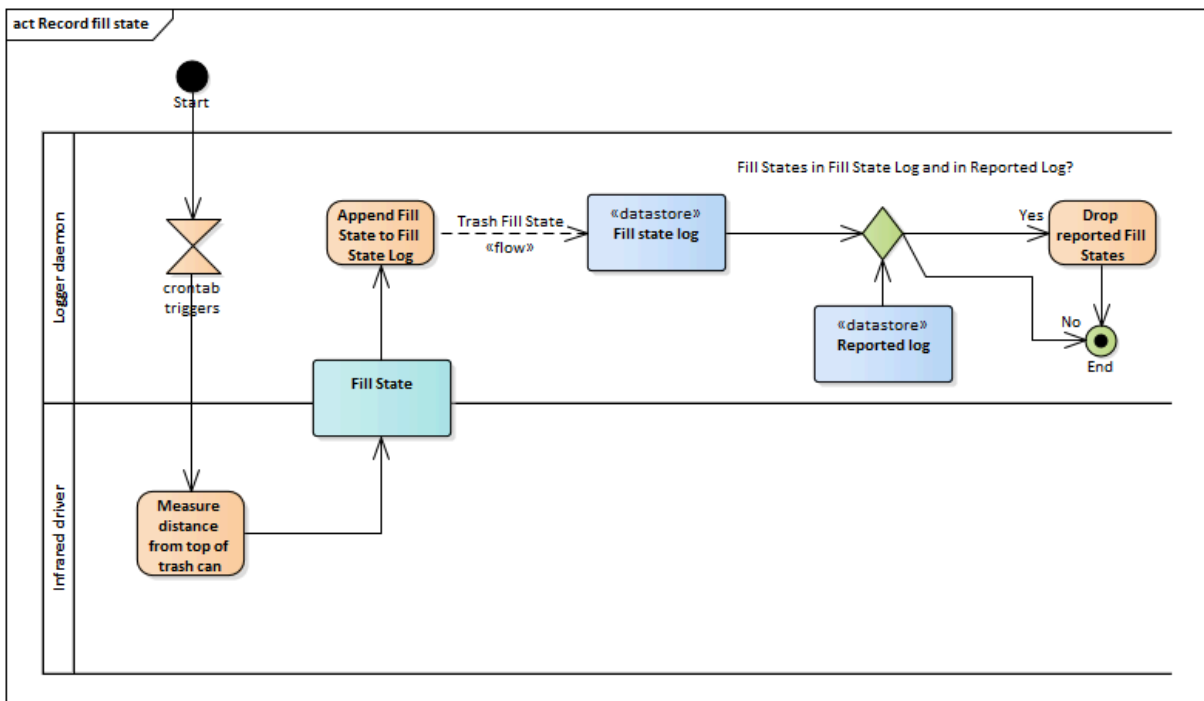 act Record fill state
Start
Logger daemon
crontab
triggers
Append Fill
State to Fill
State Log
Trash Fill State
«flow»
«datastore»
Fill state log
Fill States in Fill State Log and in Reported Log?
Yes
Drop
reported Fill
States
«datastore»
Reported log
No
End
Fill State
Infrared driver
Measure
distance
from top of
trash can